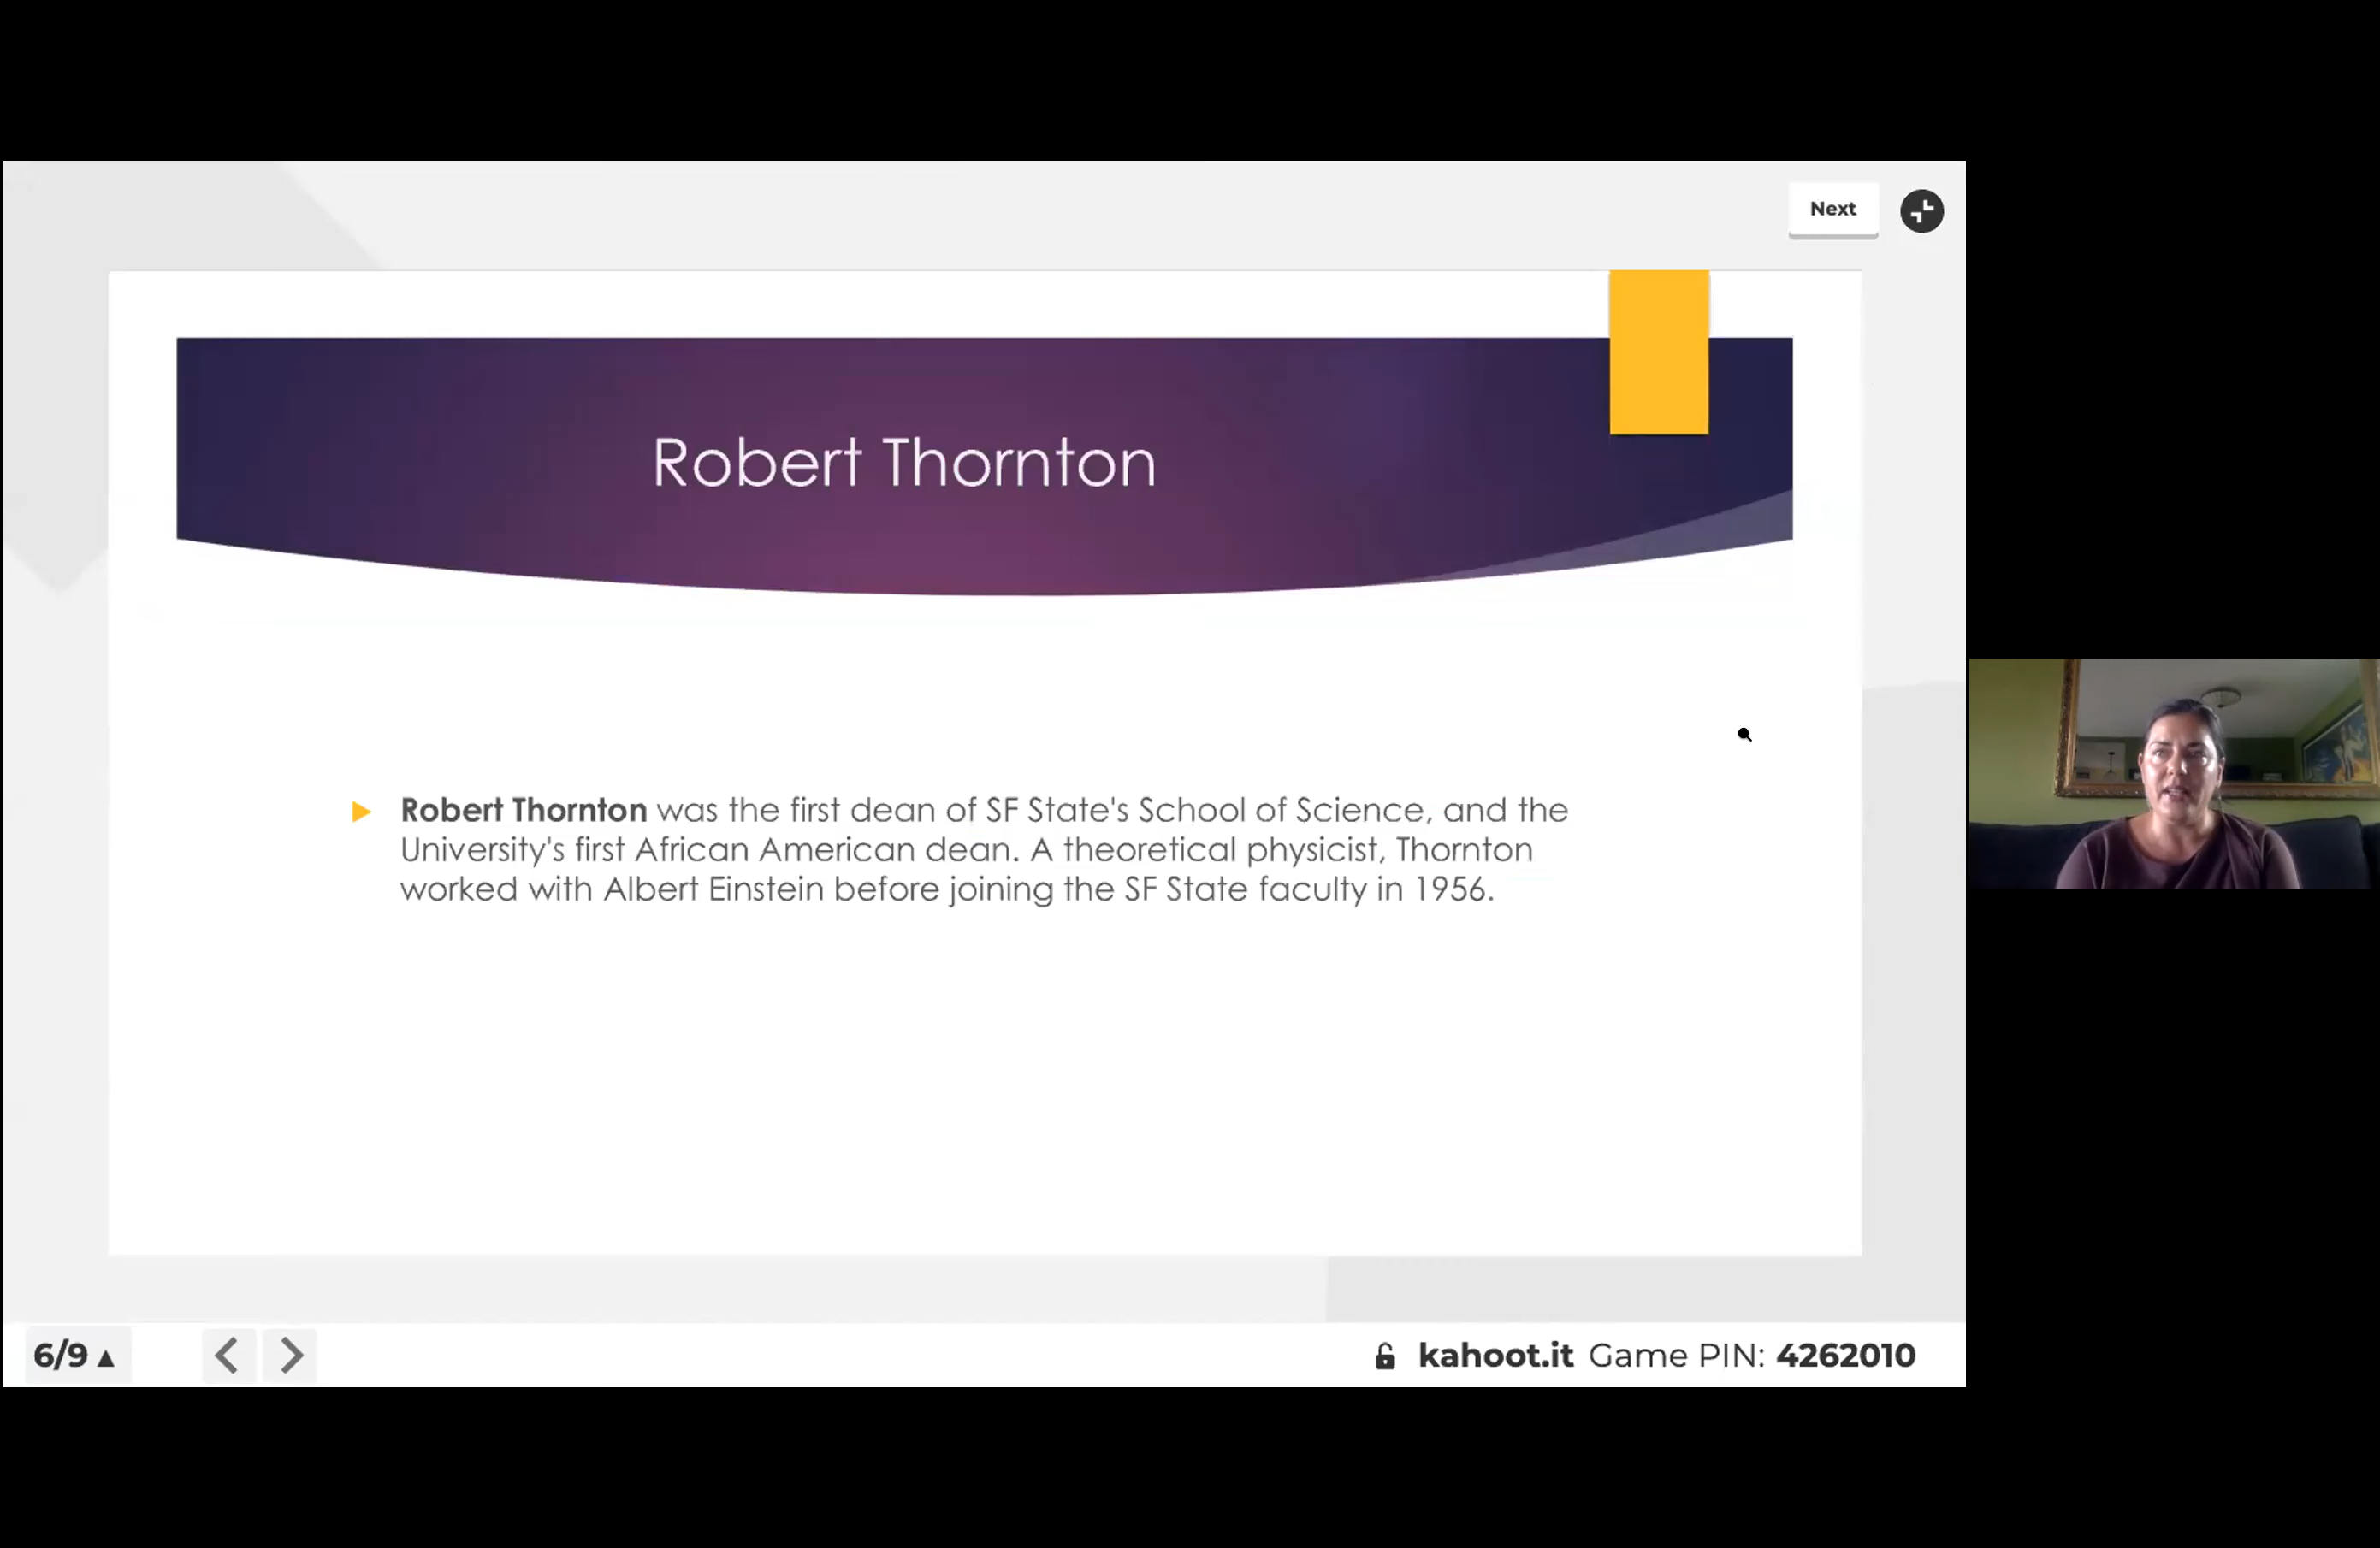 Next
Robert Thornton
Robert Thornton was the first dean of SF State's School of Science, and the
University's first African American dean. A theoretical physicist, Thornton
worked with Albert Einstein before joining the SF State faculty in 1956.
6/9
kahoot.it Game PIN: 4262010